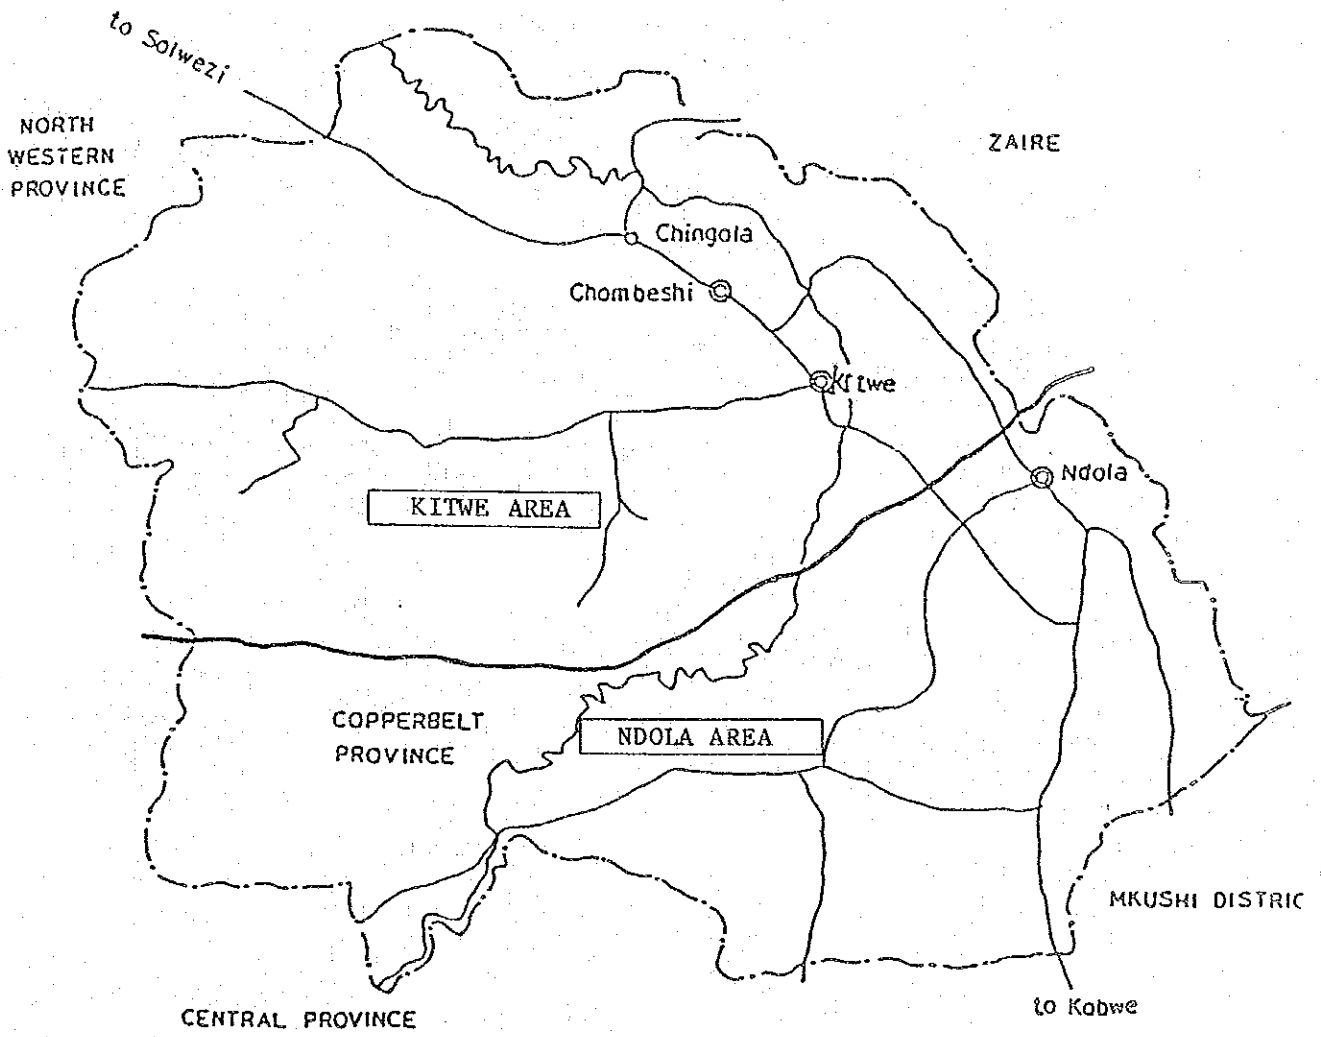 to Solwezi
NORTH
WESTERN
PROVINCE
ZAIRE
Chingola
Chombeshi
Kitwe
Ndola
KITWE AREA
COPPERBELT
PROVINCE
NDOLA AREA
MKUSHI DISTRIC
to Kabwe
CENTRAL PROVINCE